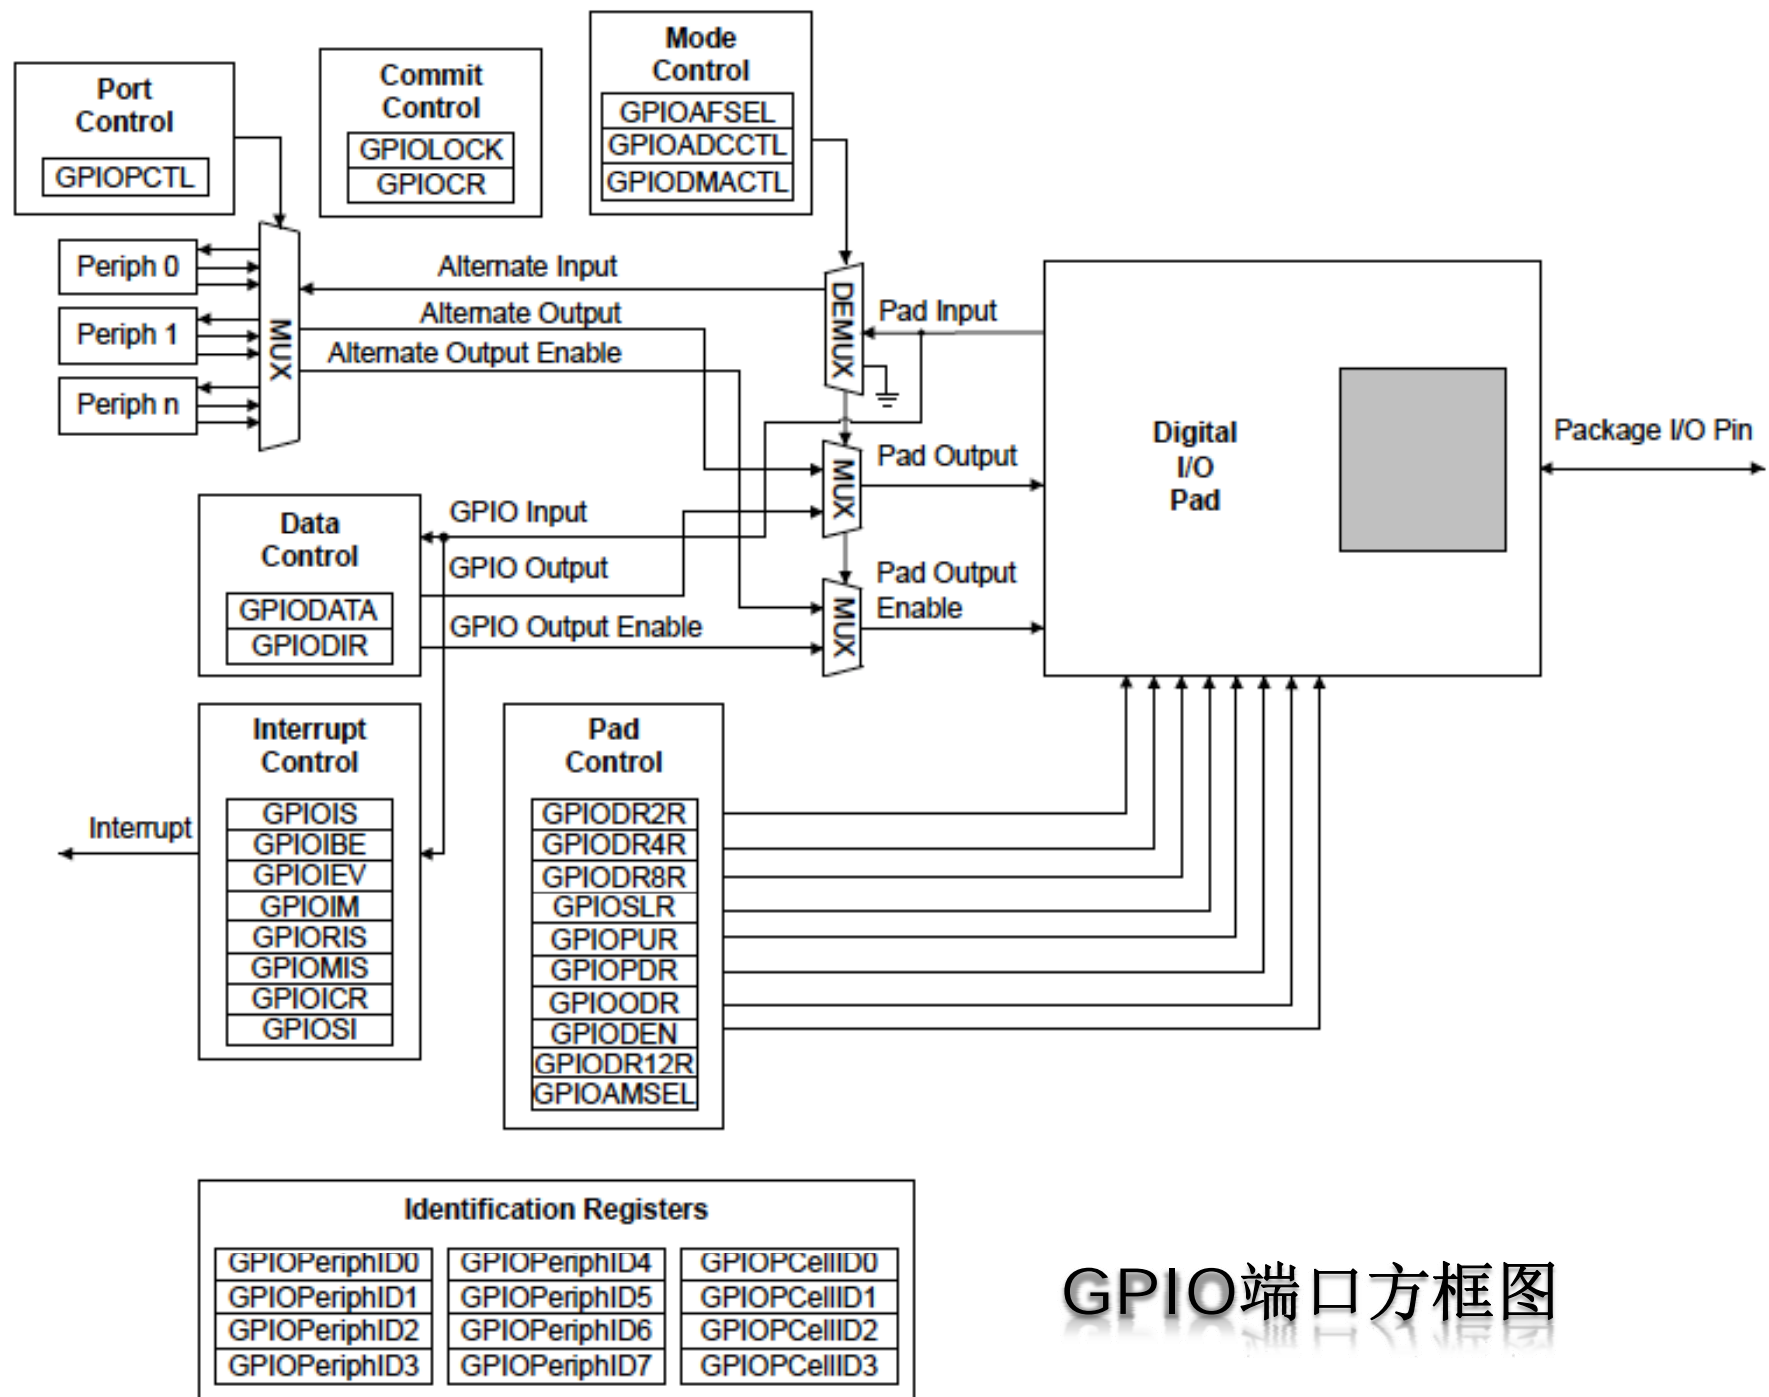 Port
Control
GPIOPCTL
Commit
Control
GPIOLOCK
GPIOCR
Mode
Control
GPIOAFSEL
GPIOADCCTL
GPIODMACTL
Periph 0
Periph 1
Periph n
MUX
Alternate Input
Alternate Output
Alternate Output Enable
DEMUX
Pad Input
MUX
Pad Output
MUX
Pad Output
Enable
Digital
I/O
Pad
Package I/O Pin
Data
Control
GPIODATA
GPIODIR
GPIO Input
GPIO Output
GPIO Output Enable
Interrupt
Control
GPIOIS
GPIOIBE
GPIOIEV
GPIOIM
GPIORIS
GPIOMIS
GPIOICR
GPIOSI
Interrupt
Pad
Control
GPIODR2R
GPIODR4R
GPIODR8R
GPIOSLR
GPIOPUR
GPIOPDR
GPIOODR
GPIODEN
GPIODR12R
GPIOAMSEL
Identification Registers
GPIOPeriphID0
GPIOPeriphID1
GPIOPeriphID2
GPIOPeriphID3
GPIOPeriphID4
GPIOPeriphID5
GPIOPeriphID6
GPIOPeriphID7
GPIOPCellID0
GPIOPCellID1
GPIOPCellID2
GPIOPCellID3
GPIO端口方框图